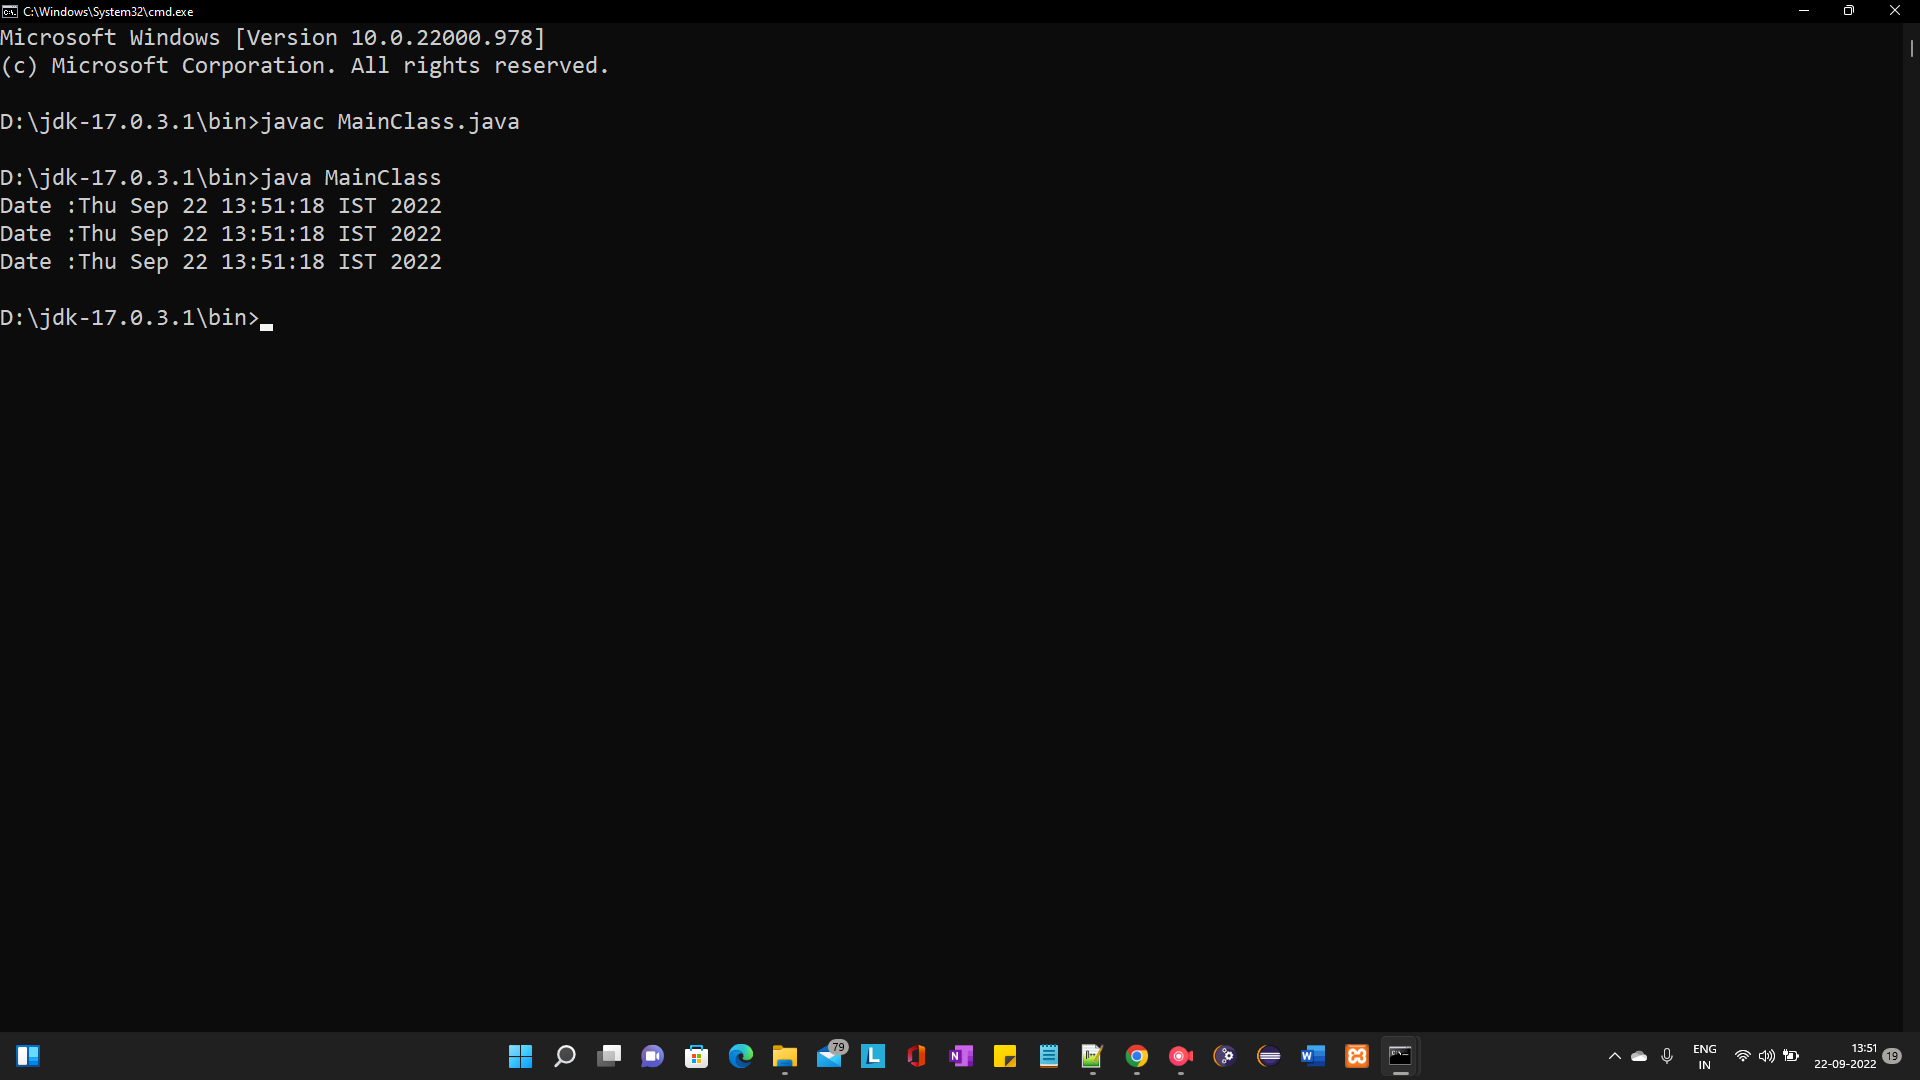 C:\Windows\System32\cmd.exe
Microsoft Windows [Version 10.0.22000.978]
(c) Microsoft Corporation. All rights reserved.
D:\jdk-17.0.3.1\bin>javac MainClass.java
D:\jdk-17.0.3.1\bin>java MainClass
Date :Thu Sep 22 13:51:18 IST 2022
Date :Thu Sep 22 13:51:18 IST 2022
Date :Thu Sep 22 13:51:18 IST 2022
D:\jdk-17.0.3.1\bin>
79
L
N
W
ENG
IN
13:51
22-09-2022
19